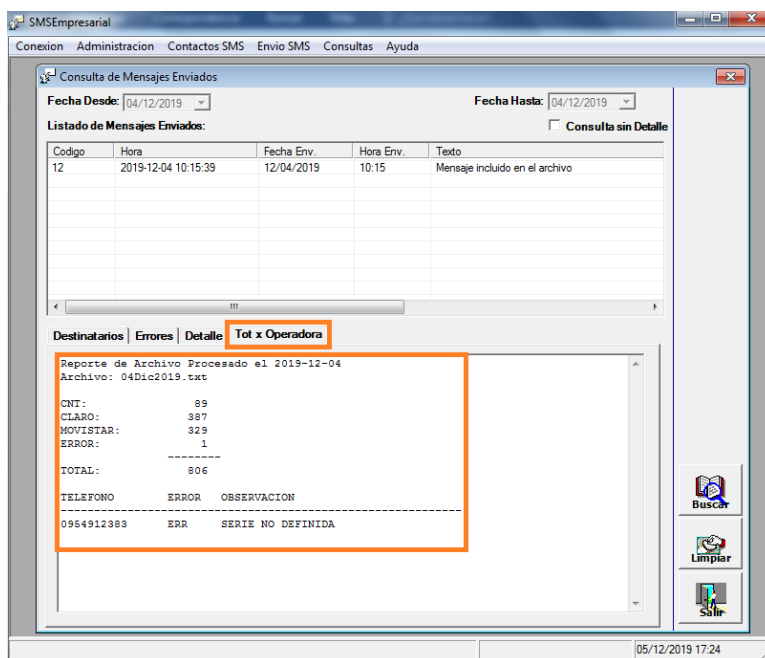 SMSEmpresarial
Conexion Administracion Contactos SMS Envio SMS Consultas Ayuda
Consulta de Mensajes Enviados
Fecha Desde: 04/12/2019 Fecha Hasta: 04/12/2019
Listado de Mensajes Enviados: Consulta sin Detalle
Codigo Hora Fecha Env. Hora Env. Texto
12 2019-12-04 10:15:39 12/04/2019 10:15 Mensaje incluido en el archivo
Destinatarios Errores Detalle Tot x Operadora
Reporte de Archivo Procesado el 2019-12-04
Archivo: 04Dic2019.txt
CNT: 89
CLARO: 387
MOVISTAR: 329
ERROR: 1
--------
TOTAL: 806
TELEFONO ERROR OBSERVACION
------------------------------------------------------------
0954912383 ERR SERIE NO DEFINIDA
Buscar
Limpiar
Salir
05/12/2019 17:24